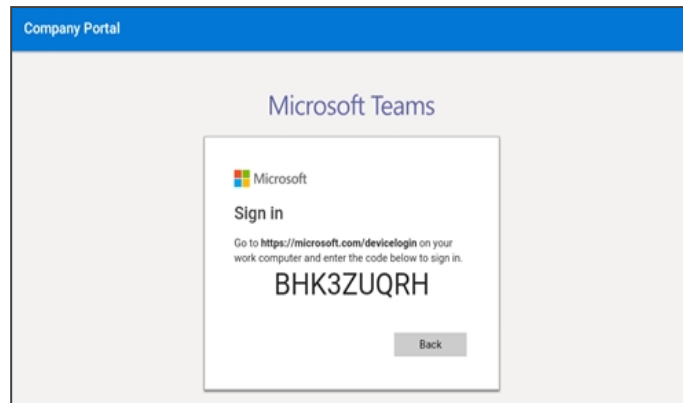 Company Portal
Microsoft Teams
Microsoft
Sign in
Go to https://microsoft.com/devicelogin on your
work computer and enter the code below to sign in.
BHK3ZUQRH
Back